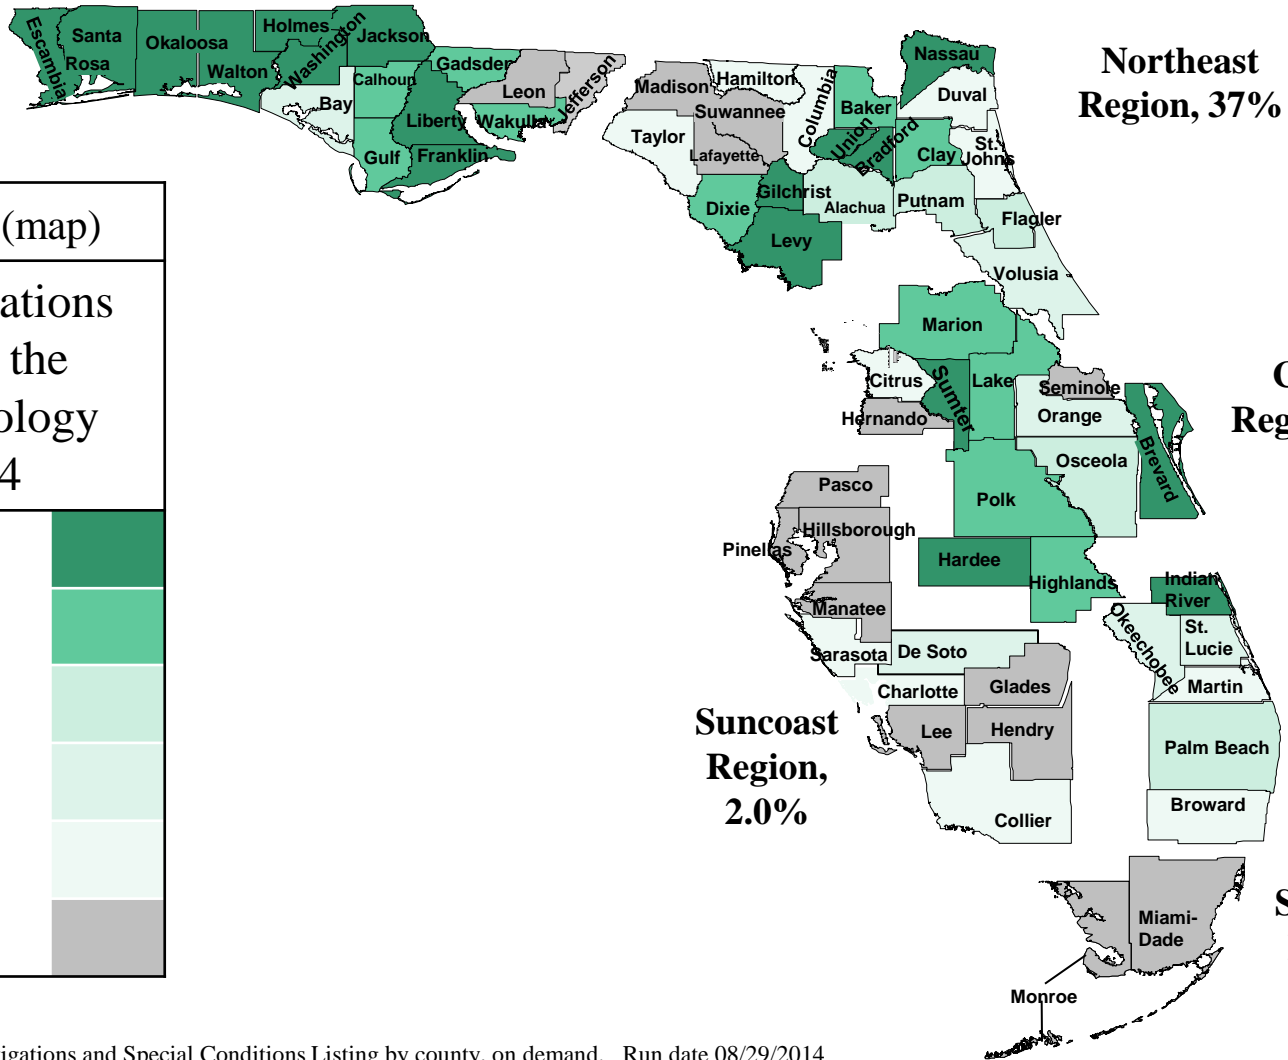 Escambia
Santa
Rosa
Okaloosa
Walton
Holmes
Washington
Jackson
Bay
Calhoun
Gulf
Gadsden
Liberty
Franklin
Leon
Wakulla
Jefferson
Madison
Taylor
Hamilton
Suwannee
Lafayette
Columbia
Dixie
Gilchrist
Levy
Baker
Union
Bradford
Alachua
Nassau
Duval
Clay
St.
Johns
Putnam
Flagler
Volusia
Northeast
Region, 37%
(map)
ations
the
ology
4
Marion
Citrus
Sumter
Lake
Hernando
Seminole
Orange
Osceola
Brevard
Polk
Hardee
Highlands
C
Reg
Pasco
Hillsborough
Pinellas
Manatee
Sarasota
De Soto
Charlotte
Glades
Lee
Hendry
Collier
Suncoast
Region,
2.0%
Indian
River
Okeechobee
St.
Lucie
Martin
Palm Beach
Broward
Miami-
Dade
Monroe
S
igations and Special Conditions Listing by county, on demand. Run date 08/29/2014